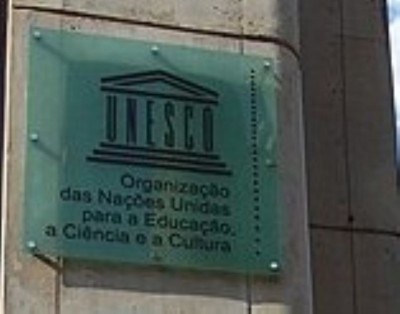 UNESCO
Organização
das Nações Unidas
para a Educação,
a Ciência e a Cultura